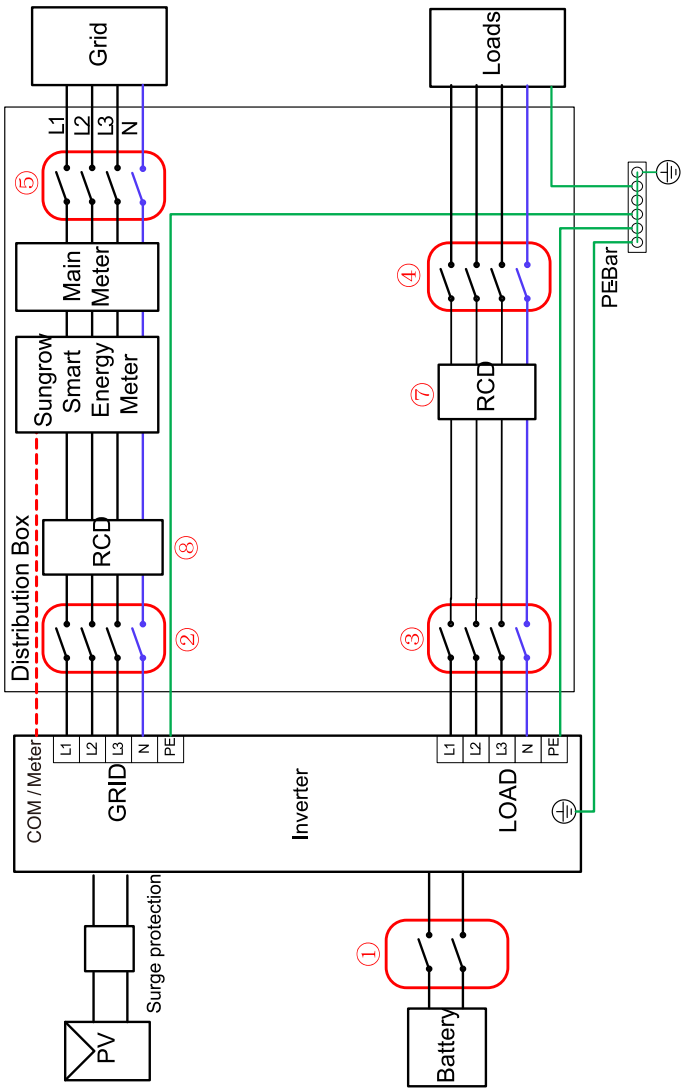 Grid
Loads
L1
L2
L3
N
⑤
Main
Meter
④
PE-Bar
Sungrow
Smart
Energy
Meter
⑦
RCD
Distribution Box
RCD
⑧
②
③
COM / Meter
L1
L2
L3
N
PE
GRID
Inverter
L1
L2
L3
N
PE
LOAD
Surge protection
①
PV
Battery